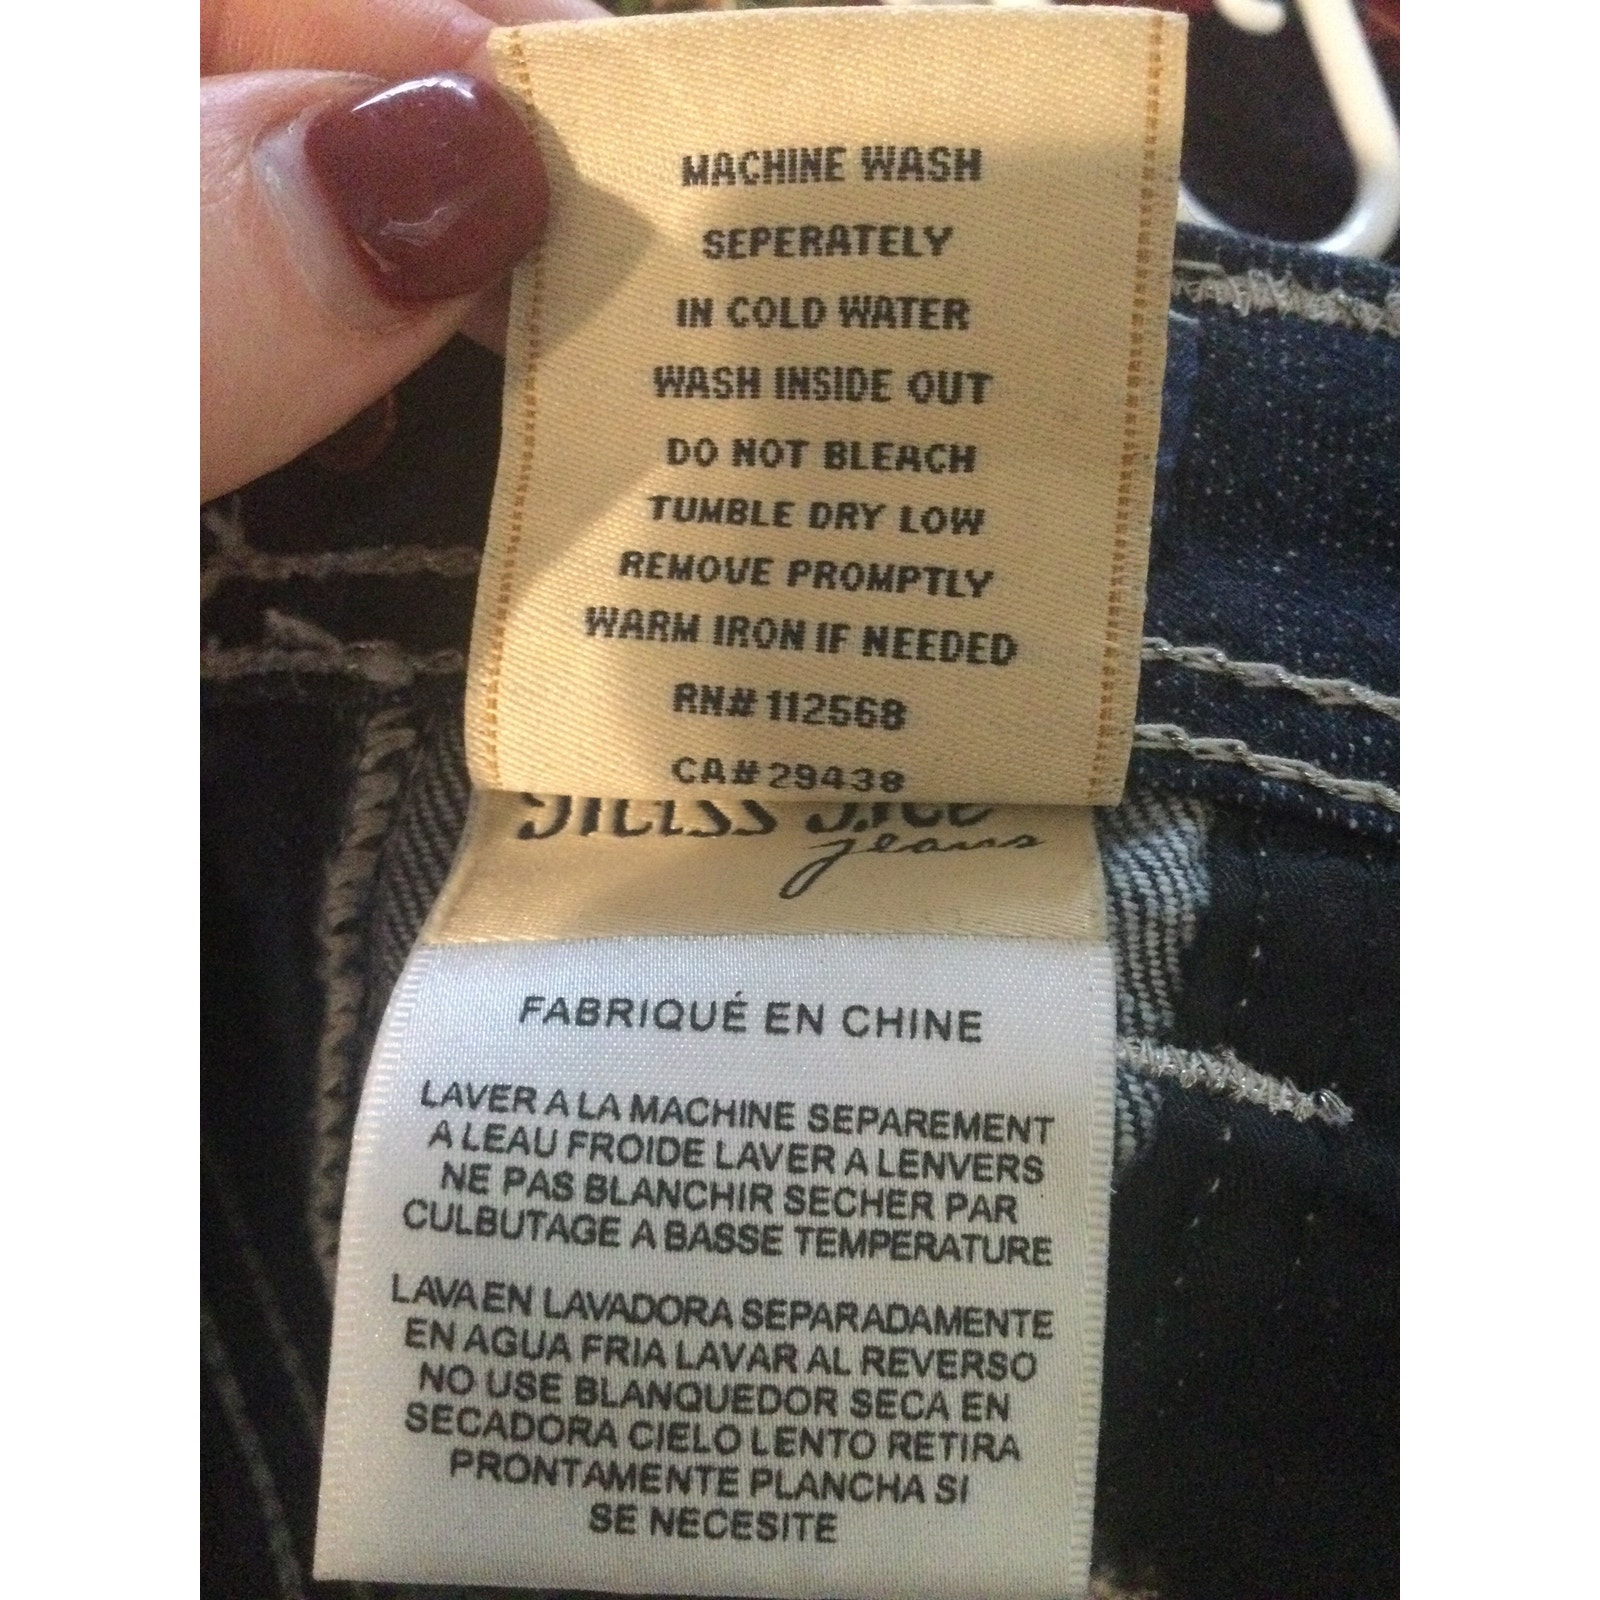 MACHINE WASH
SEPERATELY
IN COLD WATER
WASH INSIDE OUT
DO NOT BLEACH
TUMBLE DRY LOW
REMOVE PROMPTLY
WARM IRON IF NEEDED
RN# 112568
CA# 29438
jeans
FABRIQUÉ EN CHINE
LAVER A LA MACHINE SEPAREMENT
A LEAU FROIDE LAVER A LENVERS
NE PAS BLANCHIR SECHER PAR
CULBUTAGE A BASSE TEMPERATURE
LAVA EN LAVADORA SEPARADAMENTE
EN AGUA FRIA LAVAR AL REVERSO
NO USE BLANQUEDOR SECA EN
SECADORA CIELO LENTO RETIRA
PRONTAMENTE PLANCHA SI
SE NECESITE